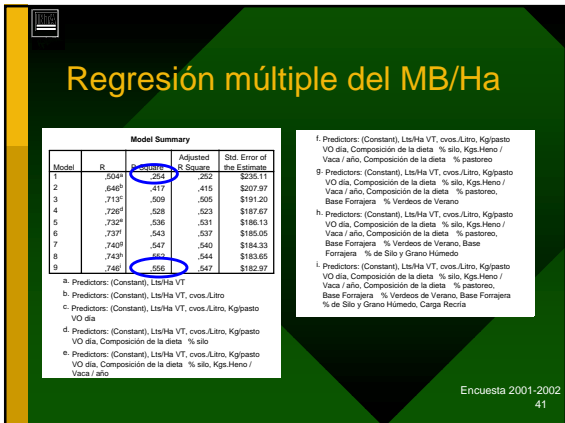 Regresión múltiple del MB/Ha
Model Summary
Model R R Square Adjusted R Square Std. Error of the Estimate
1 ,504a ,254 ,252 $235.11
2 ,646b ,417 ,415 $207.97
3 ,713c ,509 ,505 $191.20
4 ,726d ,528 ,523 $187.67
5 ,732e ,536 ,531 $186.13
6 ,737f ,543 ,537 $185.05
7 ,740g ,547 ,540 $184.33
8 ,743h ,552 ,544 $183.65
9 ,746i ,556 ,547 $182.97
a. Predictors: (Constant), Lts/Ha VT
b. Predictors: (Constant), Lts/Ha VT, cvos./Litro
c. Predictors: (Constant), Lts/Ha VT, cvos./Litro, Kg/pasto
VO día
d. Predictors: (Constant), Lts/Ha VT, cvos./Litro, Kg/pasto
VO día, Composición de la dieta % silo
e. Predictors: (Constant), Lts/Ha VT, cvos./Litro, Kg/pasto
VO día, Composición de la dieta % silo, Kgs.Heno /
Vaca / año
f. Predictors: (Constant), Lts/Ha VT, cvos./Litro, Kg/pasto
VO día, Composición de la dieta % silo, Kgs.Heno /
Vaca / año, Composición de la dieta % pastoreo
g. Predictors: (Constant), Lts/Ha VT, cvos./Litro, Kg/pasto
VO día, Composición de la dieta % silo, Kgs.Heno /
Vaca / año, Composición de la dieta % pastoreo,
Base Forrajera % Verdeos de Verano
h. Predictors: (Constant), Lts/Ha VT, cvos./Litro, Kg/pasto
VO día, Composición de la dieta % silo, Kgs.Heno /
Vaca / año, Composición de la dieta % pastoreo,
Base Forrajera % Verdeos de Verano, Base
Forrajera % de Silo y Grano Húmedo
i. Predictors: (Constant), Lts/Ha VT, cvos./Litro, Kg/pasto
VO día, Composición de la dieta % silo, Kgs.Heno /
Vaca / año, Composición de la dieta % pastoreo,
Base Forrajera % Verdeos de Verano, Base Forrajera
% de Silo y Grano Húmedo, Carga Recría
Encuesta 2001-2002
41